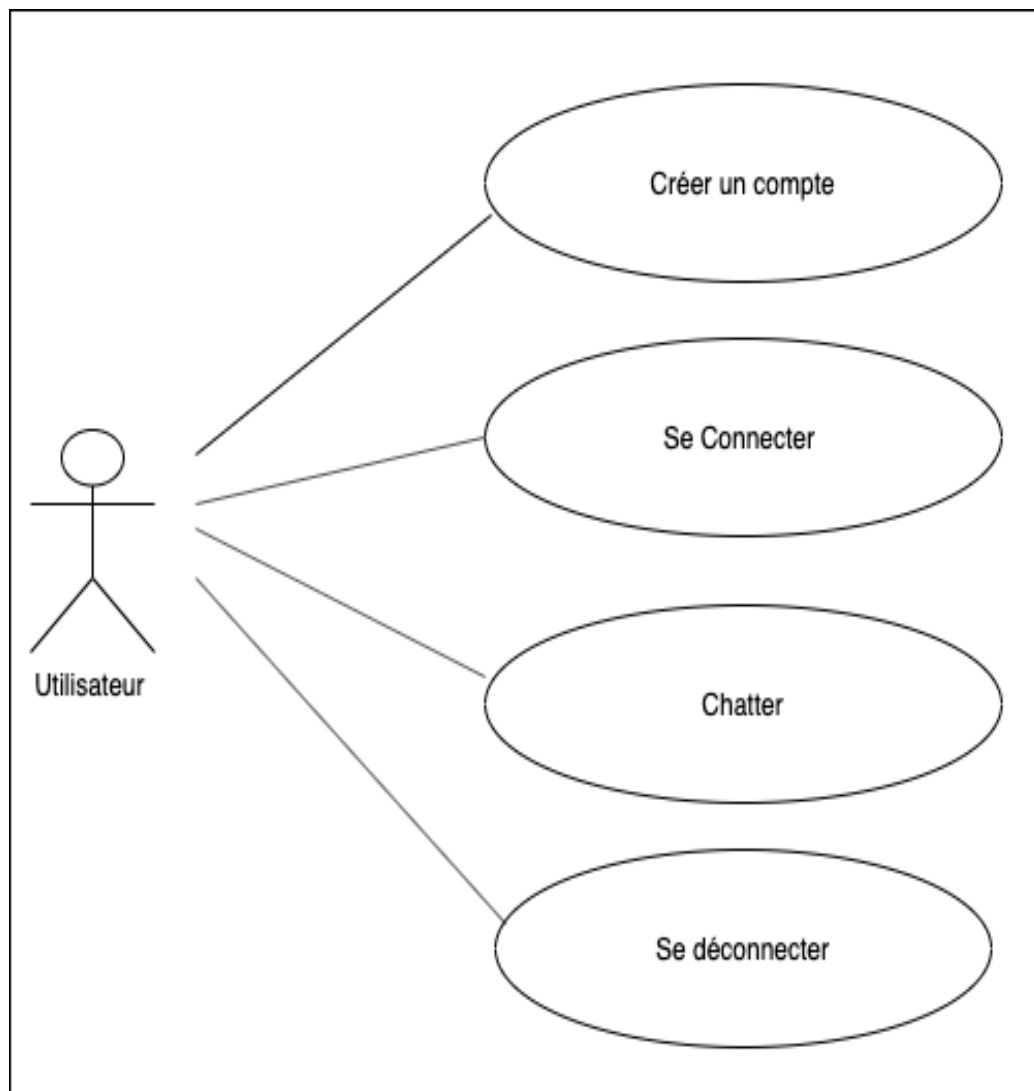 Créer un compte
Se Connecter
Utilisateur
Chatter
Se déconnecter